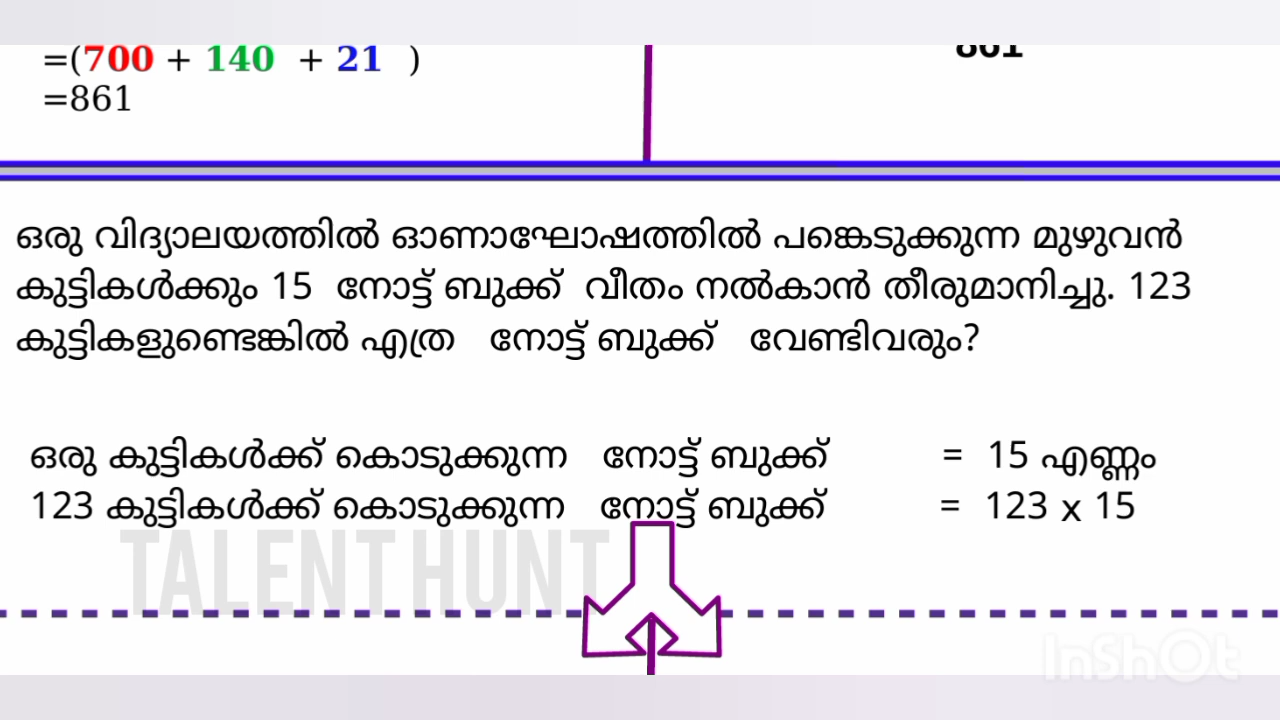 =(700 + 140 + 21 )
=861
861
ഒരു വിദ്യാലയത്തിൽ ഓണാഘോഷത്തിൽ പങ്കെടുക്കുന്ന മുഴുവൻ
കുട്ടികൾക്കും 15 നോട്ട് ബുക്ക് വീതം നൽകാൻ തീരുമാനിച്ചു. 123
കുട്ടികളുണ്ടെങ്കിൽ എത്ര നോട്ട് ബുക്ക് വേണ്ടിവരും?
ഒരു കുട്ടികൾക്ക് കൊടുക്കുന്ന നോട്ട് ബുക്ക് = 15 എണ്ണം
123 കുട്ടികൾക്ക് കൊടുക്കുന്ന നോട്ട് ബുക്ക് = 123 x 15
TALENT HUNT
InShOt